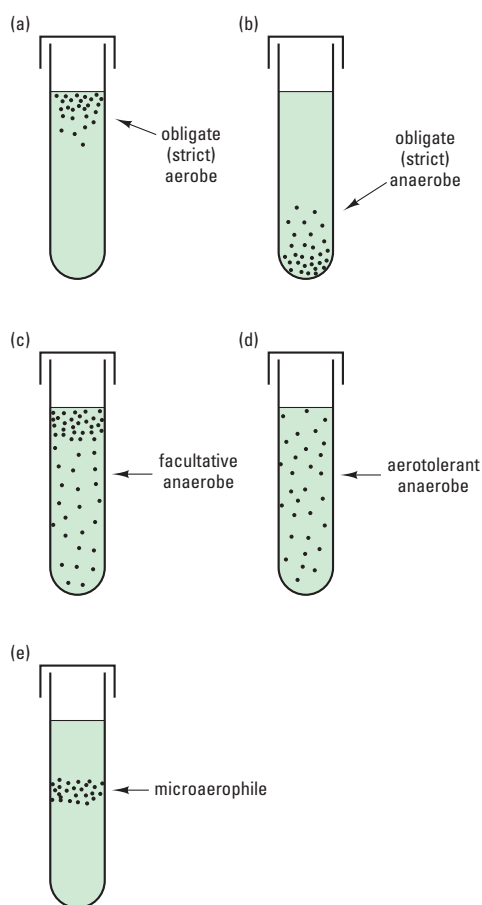 (a)
obligate
(strict)
aerobe
(b)
obligate
(strict)
anaerobe
(c)
facultative
anaerobe
(d)
aerotolerant
anaerobe
(e)
microaerophile